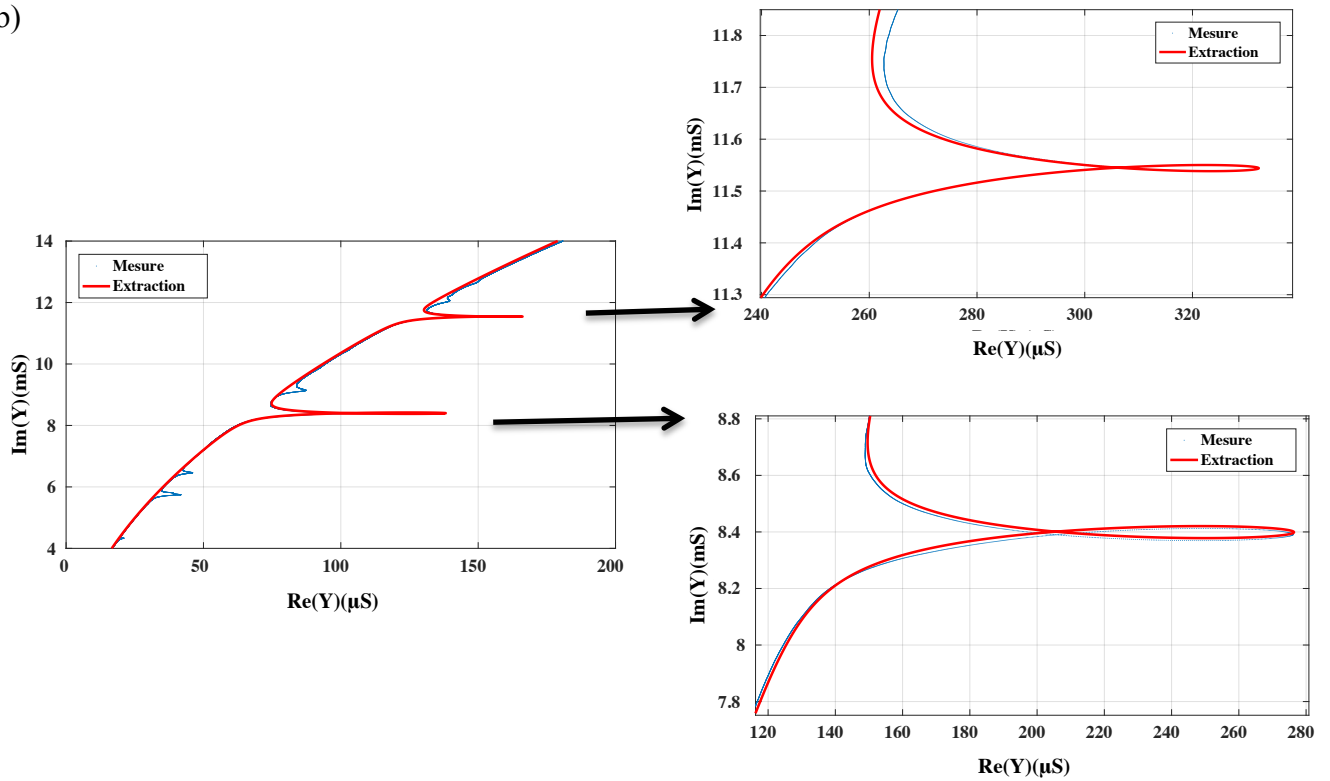 b)
14
12
10
8
6
4
0
50
100
150
200
Im(Y)(mS)
Re(Y)(µS)
Mesure
Extraction
11.8
11.7
11.6
11.5
11.4
11.3
240
260
280
300
320
Im(Y)(mS)
Re(Y)(µS)
Mesure
Extraction
8.8
8.6
8.4
8.2
8
7.8
120
140
160
180
200
220
240
260
280
Im(Y)(mS)
Re(Y)(µS)
Mesure
Extraction